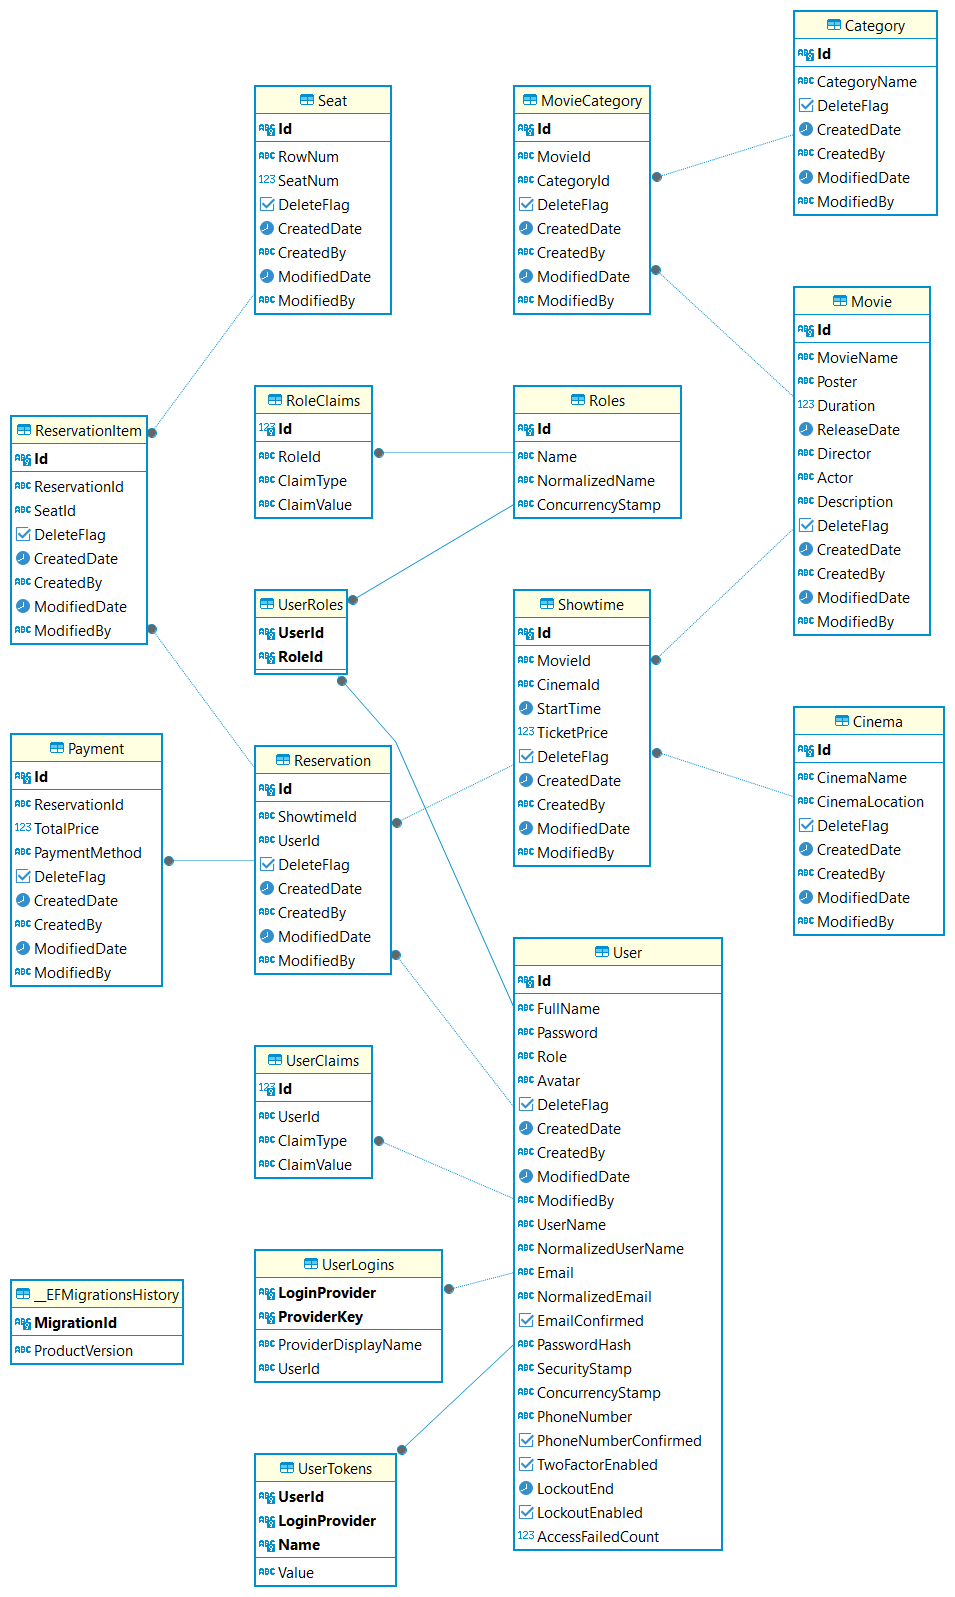 Category
Id
CategoryName
DeleteFlag
CreatedDate
CreatedBy
ModifiedDate
ModifiedBy
Seat
Id
RowNum
SeatNum
DeleteFlag
CreatedDate
CreatedBy
ModifiedDate
ModifiedBy
MovieCategory
Id
MovieId
CategoryId
DeleteFlag
CreatedDate
CreatedBy
ModifiedDate
ModifiedBy
Movie
Id
MovieName
Poster
Duration
ReleaseDate
Director
Actor
Description
DeleteFlag
CreatedDate
CreatedBy
ModifiedDate
ModifiedBy
RoleClaims
Id
RoleId
ClaimType
ClaimValue
Roles
Id
Name
NormalizedName
ConcurrencyStamp
ReservationItem
Id
ReservationId
SeatId
DeleteFlag
CreatedDate
CreatedBy
ModifiedDate
ModifiedBy
UserRoles
UserId
RoleId
Showtime
Id
MovieId
CinemaId
StartTime
TicketPrice
DeleteFlag
CreatedDate
CreatedBy
ModifiedDate
ModifiedBy
Cinema
Id
CinemaName
CinemaLocation
DeleteFlag
CreatedDate
CreatedBy
ModifiedDate
ModifiedBy
Payment
Id
ReservationId
TotalPrice
PaymentMethod
DeleteFlag
CreatedDate
CreatedBy
ModifiedDate
ModifiedBy
Reservation
Id
ShowtimeId
UserId
DeleteFlag
CreatedDate
CreatedBy
ModifiedDate
ModifiedBy
User
Id
FullName
Password
Role
Avatar
DeleteFlag
CreatedDate
CreatedBy
ModifiedDate
ModifiedBy
UserName
NormalizedUserName
Email
NormalizedEmail
EmailConfirmed
PasswordHash
SecurityStamp
ConcurrencyStamp
PhoneNumber
PhoneNumberConfirmed
TwoFactorEnabled
LockoutEnd
LockoutEnabled
AccessFailedCount
UserClaims
Id
UserId
ClaimType
ClaimValue
UserLogins
LoginProvider
ProviderKey
ProviderDisplayName
UserId
__EFMigrationsHistory
MigrationId
ProductVersion
UserTokens
UserId
LoginProvider
Name
Value